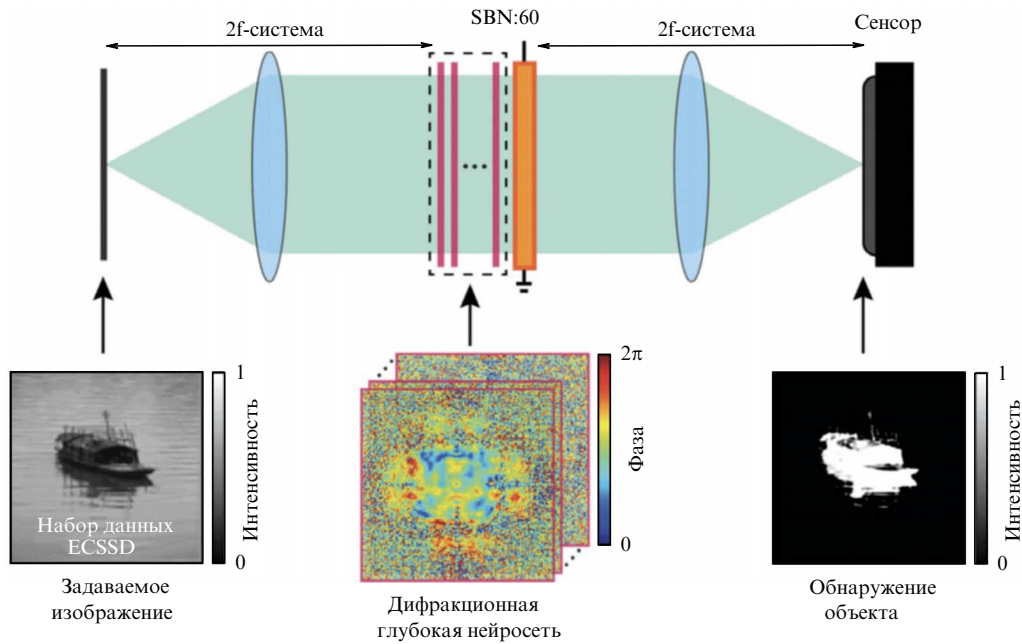 SBN:60
2f-система
2f-система
Сенсор
...
1
Интенсивность
0
Набор данных
ECSSD
Задаваемое
изображение
2π
Фаза
0
Дифракционная
глубокая нейросеть
1
Интенсивность
0
Обнаружение
объекта